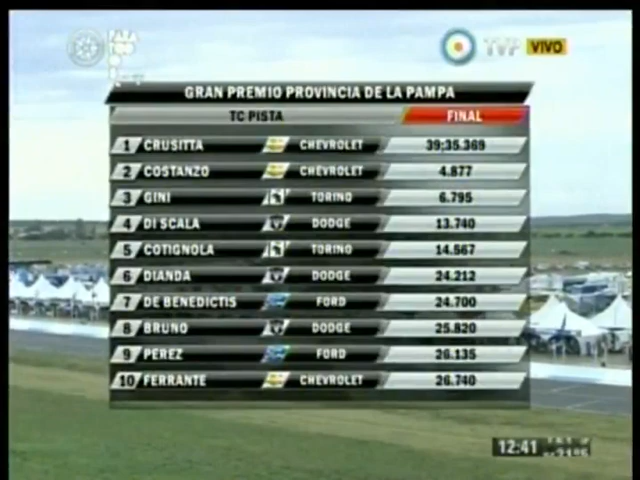 TVP VIVO
GRAN PREMIO PROVINCIA DE LA PAMPA
TC PISTA FINAL
1 CRUSITTA CHEVROLET 39;35.369
2 COSTANZO CHEVROLET 4.877
3 GINI TORINO 6.795
4 DI SCALA DODGE 13.740
5 COTIGNOLA TORINO 14.567
6 DIANDA DODGE 24.212
7 DE BENEDICTIS FORD 24.700
8 BRUNO DODGE 25.820
9 PEREZ FORD 26.135
10 FERRANTE CHEVROLET 26.740
12:41